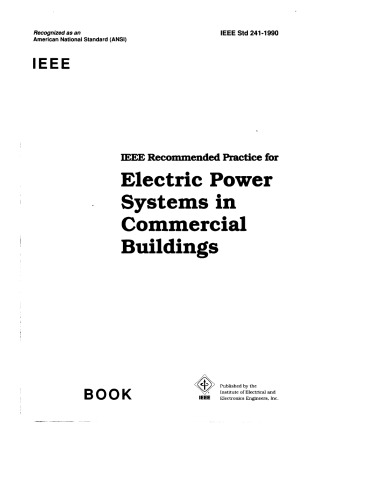 Recognized as an
American National Standard (ANSI)
IEEE Std 241-1990
IEEE
IEEE Recommended Practice for
Electric Power
Systems in
Commercial
Buildings
Published by the
Institute of Electrical and
Electronics Engineers, Inc.
IEEE
BOOK